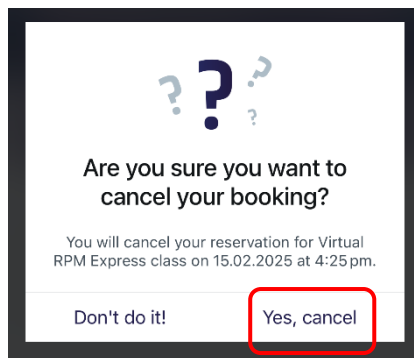 ? ? ? ?
Are you sure you want to
cancel your booking?
You will cancel your reservation for Virtual
RPM Express class on 15.02.2025 at 4:25 pm.
Don't do it! Yes, cancel